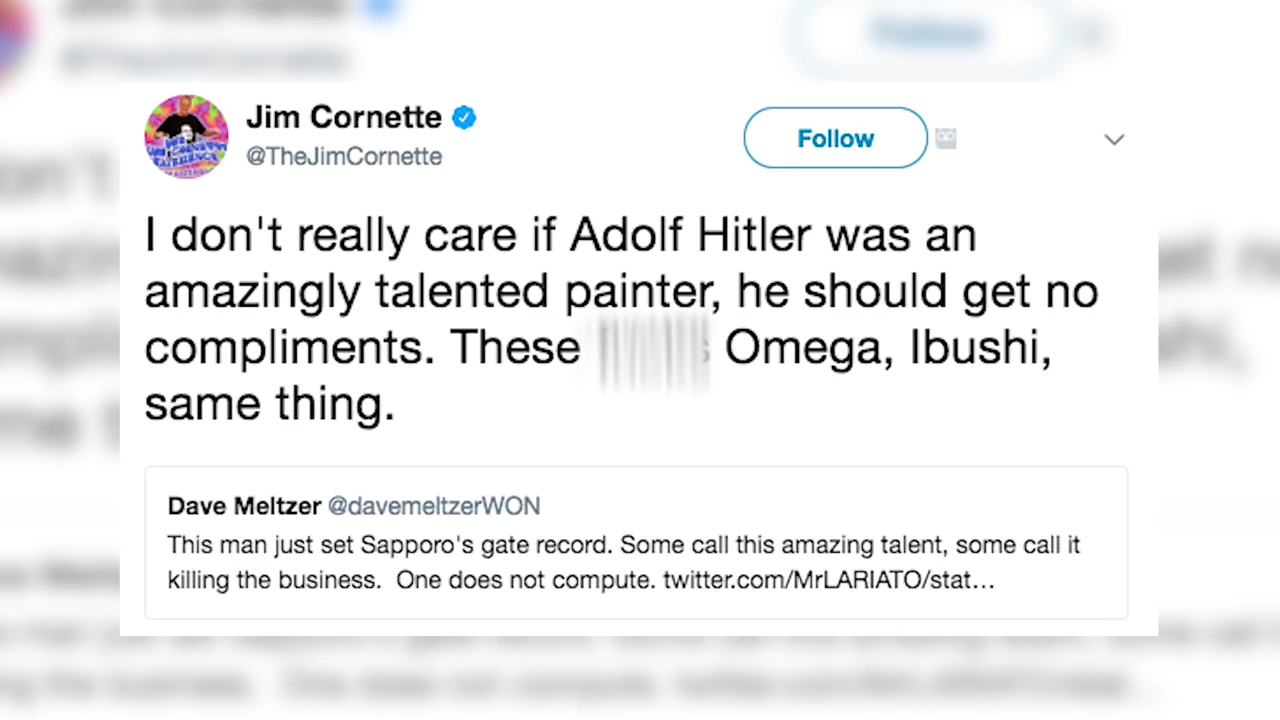 Jim Cornette
@TheJimCornette
Follow
I don't really care if Adolf Hitler was an
amazingly talented painter, he should get no
compliments. These Omega, Ibushi,
same thing.
Dave Meltzer @davemeltzerWON
This man just set Sapporo's gate record. Some call this amazing talent, some call it
killing the business. One does not compute. twitter.com/MrLARIATO/stat...